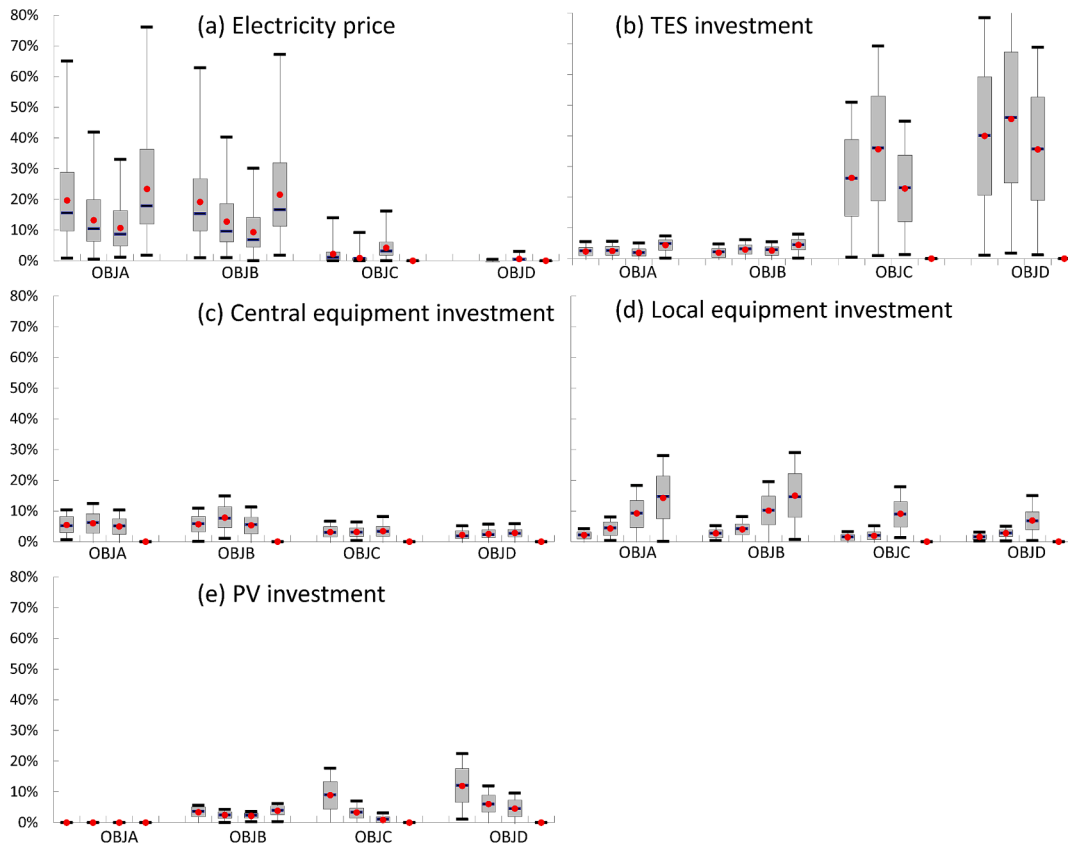 80%
(a) Electricity price
(b) TES investment
70%
60%
50%
40%
30%
20%
10%
0%
OBJA OBJB OBJC OBJD
OBJA OBJB OBJC OBJD
80%
(c) Central equipment investment
(d) Local equipment investment
70%
60%
50%
40%
30%
20%
10%
0%
OBJA OBJB OBJC OBJD
OBJA OBJB OBJC OBJD
80%
(e) PV investment
70%
60%
50%
40%
30%
20%
10%
0%
OBJA OBJB OBJC OBJD